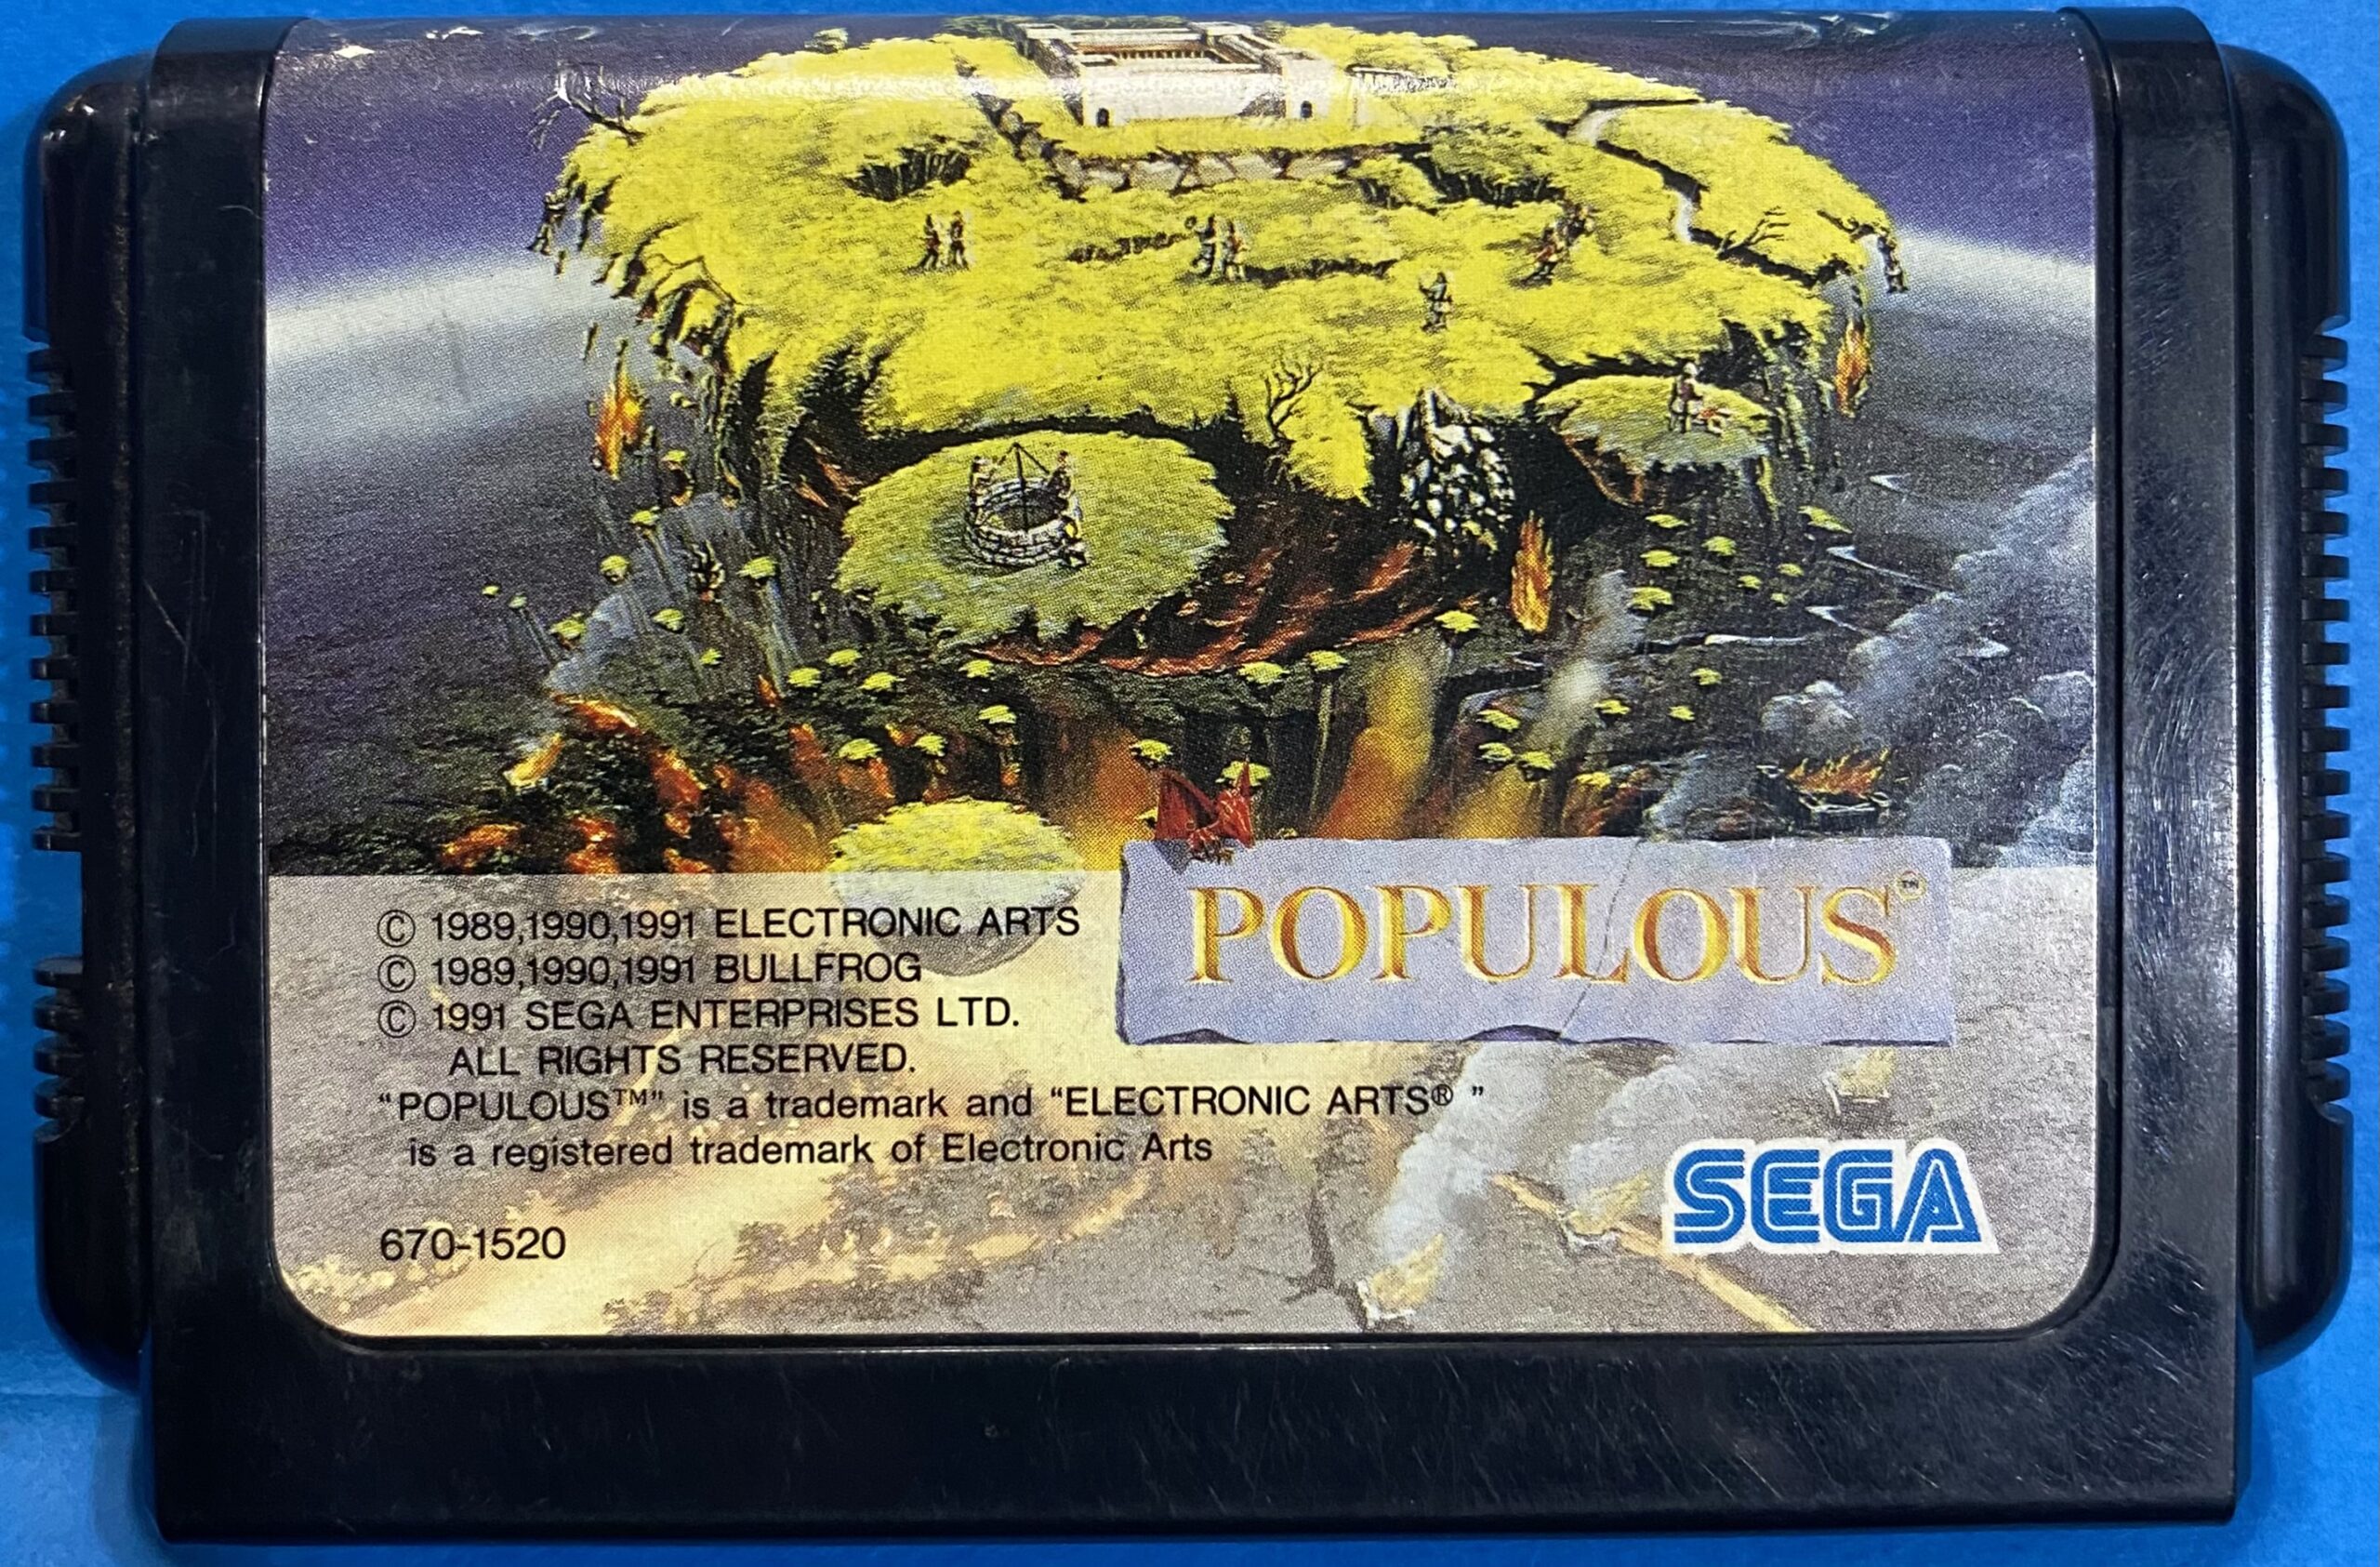 © 1989,1990,1991 ELECTRONIC ARTS
© 1989,1990,1991 BULLFROG
© 1991 SEGA ENTERPRISES LTD.
ALL RIGHTS RESERVED.
“POPULOUS™” is a trademark and “ELECTRONIC ARTS® ”
is a registered trademark of Electronic Arts
670-1520
POPULOUS™
SEGA